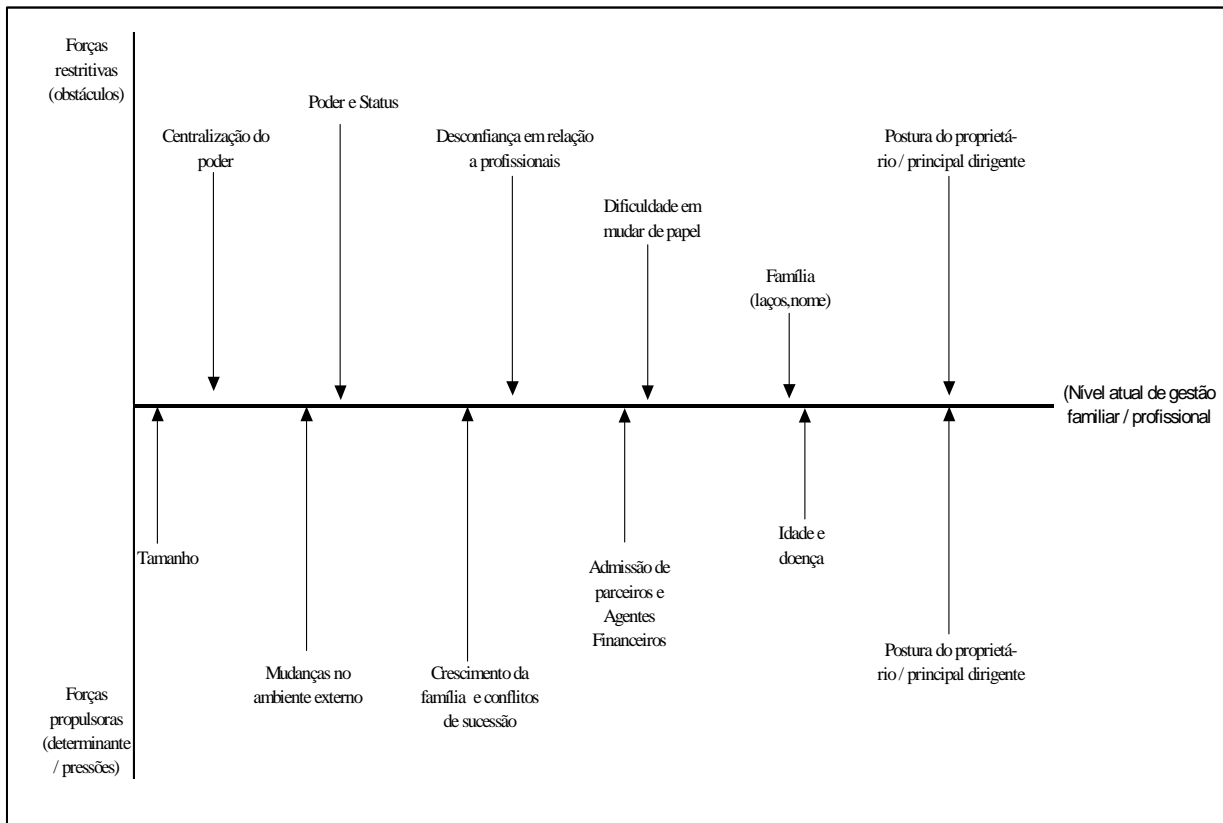 Forças
restritivas
(obstáculos)
Poder e Status
Centralização do
poder
Desconfiança em relação
a profissionais
Postura do proprietá-
rio / principal dirigente
Dificuldade em
mudar de papel
Família
(laços,nome)
(Nível atual de gestão
familiar / profissional
Tamanho
Idade e
doença
Admissão de
parceiros e
Agentes
Financeiros
Mudanças no
ambiente externo
Crescimento da
família e conflitos
de sucessão
Postura do proprietá-
rio / principal dirigente
Forças
propulsoras
(determinante
/ pressões)